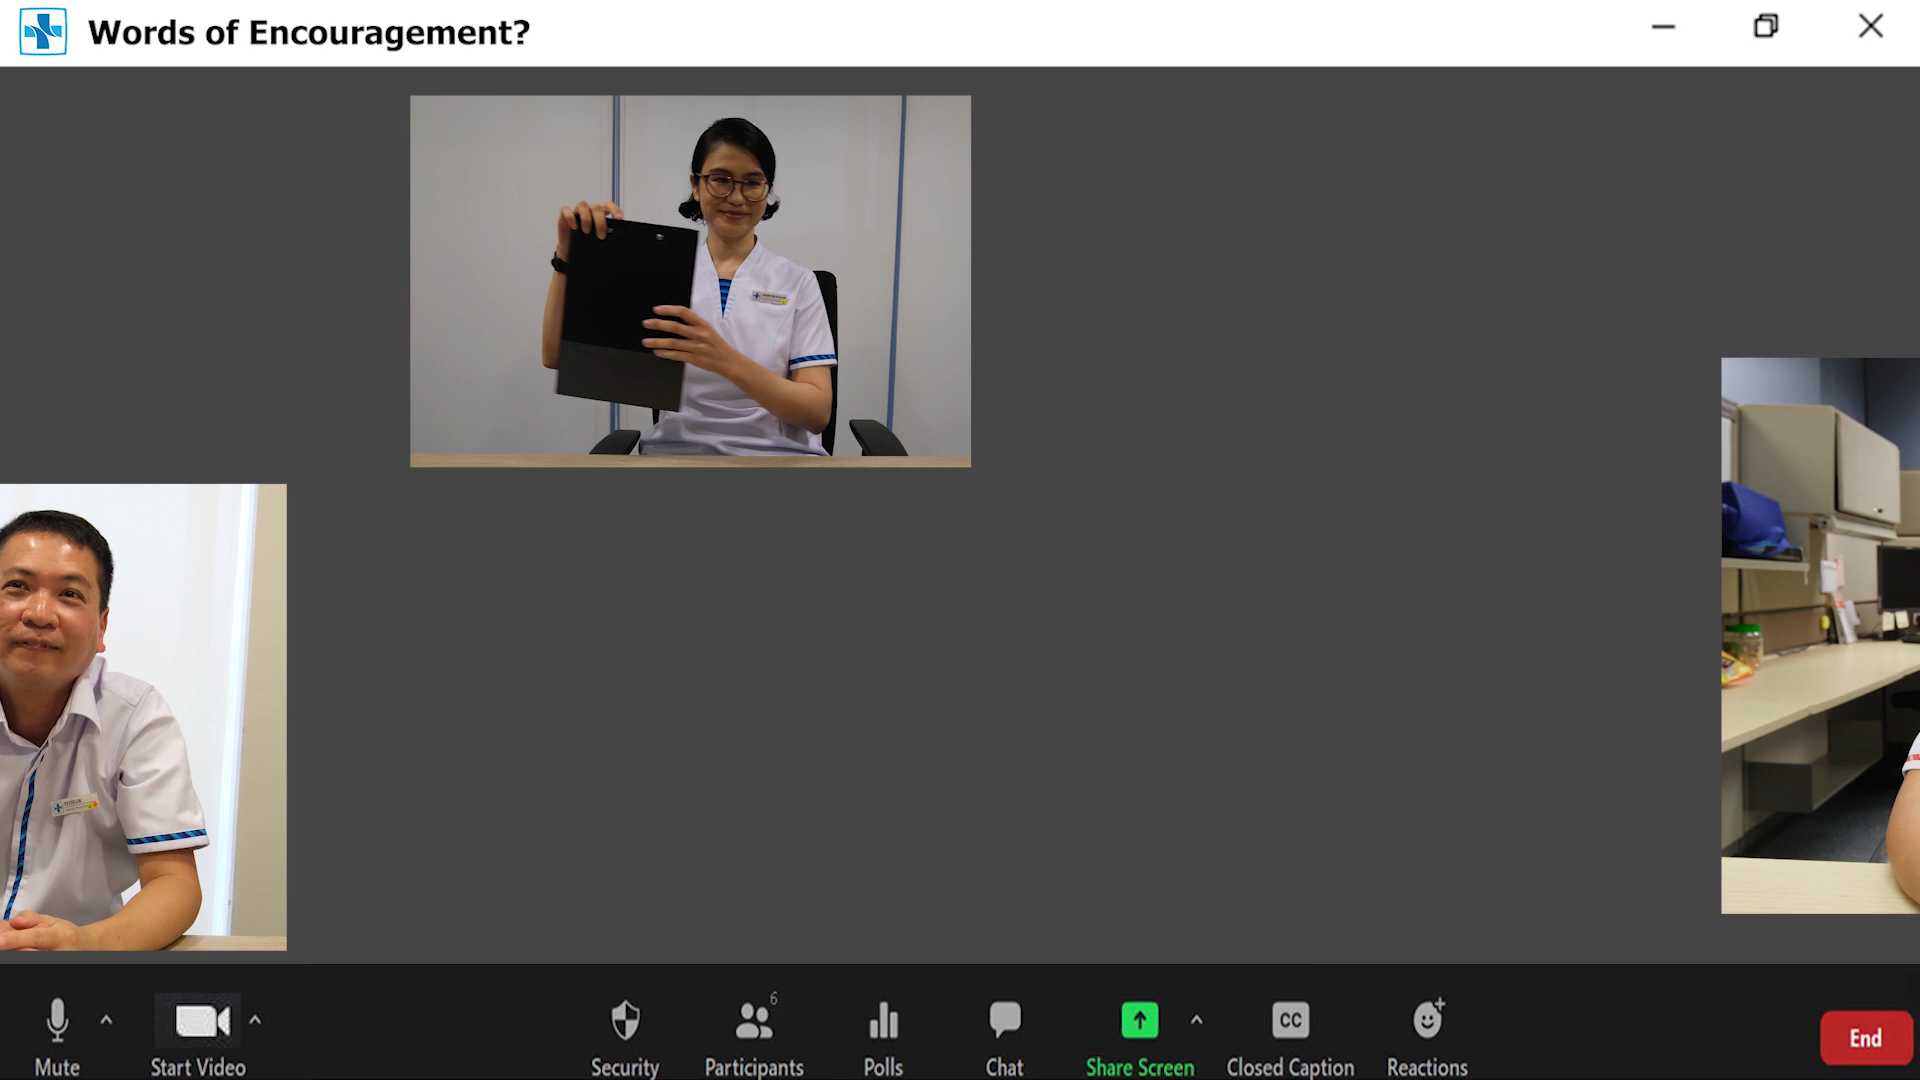 Words of Encouragement?
6
Mute
Start Video
Security
Participants
Polls
Chat
Share Screen
CC
Closed Caption
Reactions
End